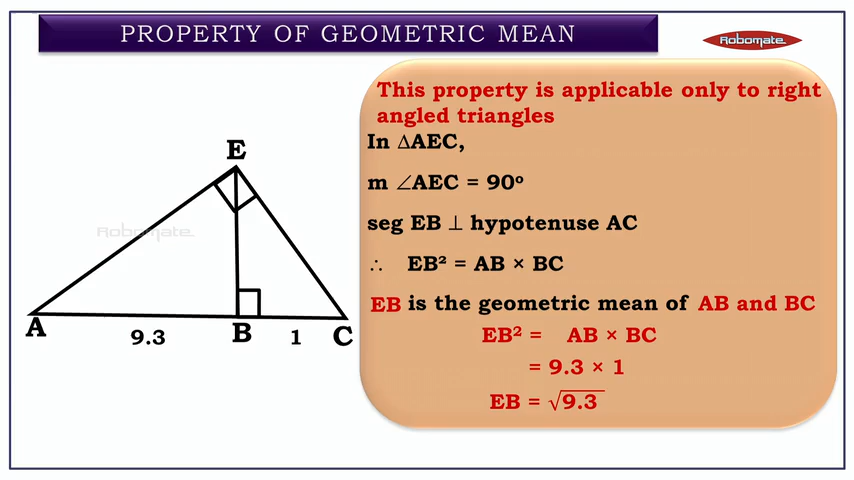 PROPERTY OF GEOMETRIC MEAN
Robomate
This property is applicable only to right
angled triangles
In ∆AEC,
m ∠AEC = 90°
seg EB ⊥ hypotenuse AC
∴ EB² = AB × BC
EB is the geometric mean of AB and BC
EB² = AB × BC
= 9.3 × 1
EB = √9.3
E
Robomate
A
B
C
9.3
1